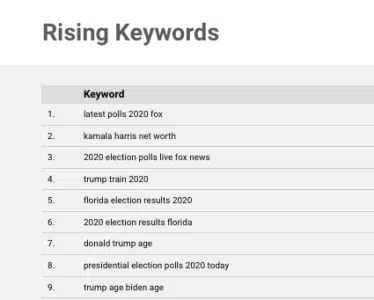 Rising Keywords
Keyword
1. latest polls 2020 fox
2. kamala harris net worth
3. 2020 election polls live fox news
4. trump train 2020
5. florida election results 2020
6. 2020 election results florida
7. donald trump age
8. presidential election polls 2020 today
9. trump age biden age